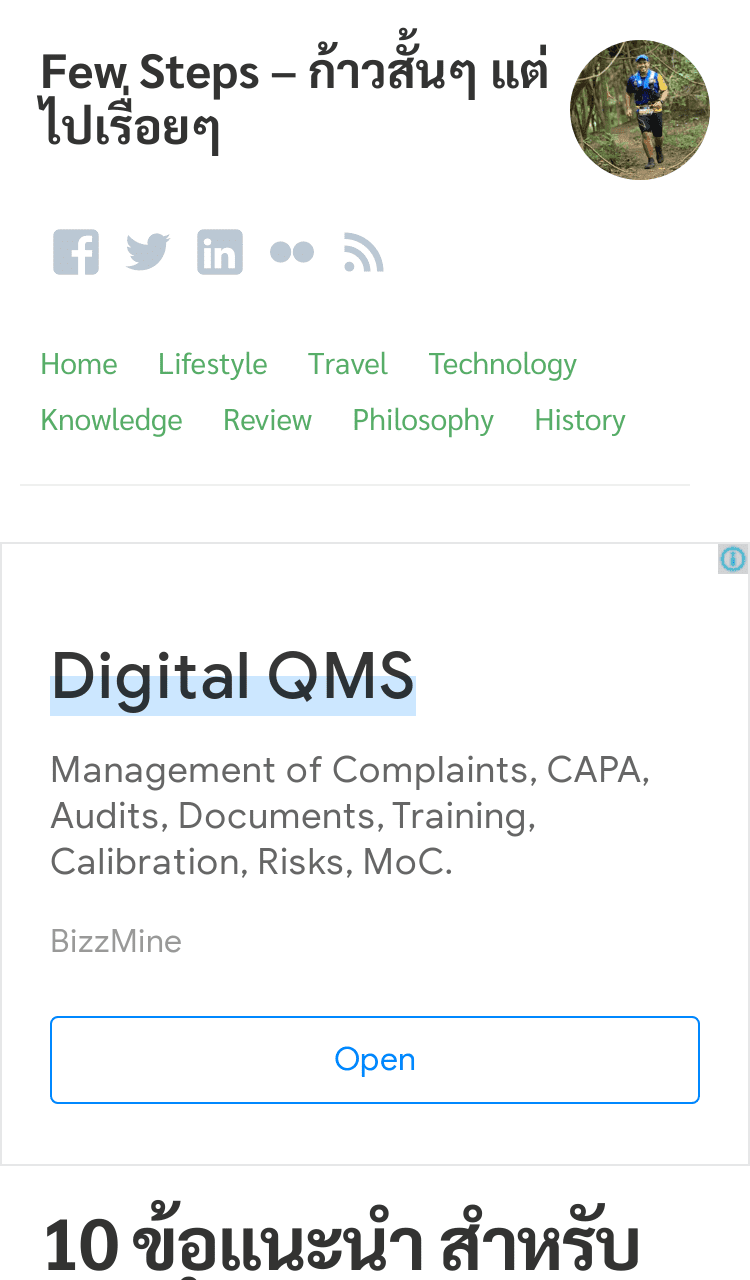 Few Steps – ก้าวสั้นๆ แต่
ไปเรื่อยๆ
Home Lifestyle Travel Technology
Knowledge Review Philosophy History
Digital QMS
Management of Complaints, CAPA,
Audits, Documents, Training,
Calibration, Risks, MoC.
BizzMine
Open
10 ข้อแนะนำ สำหรับ